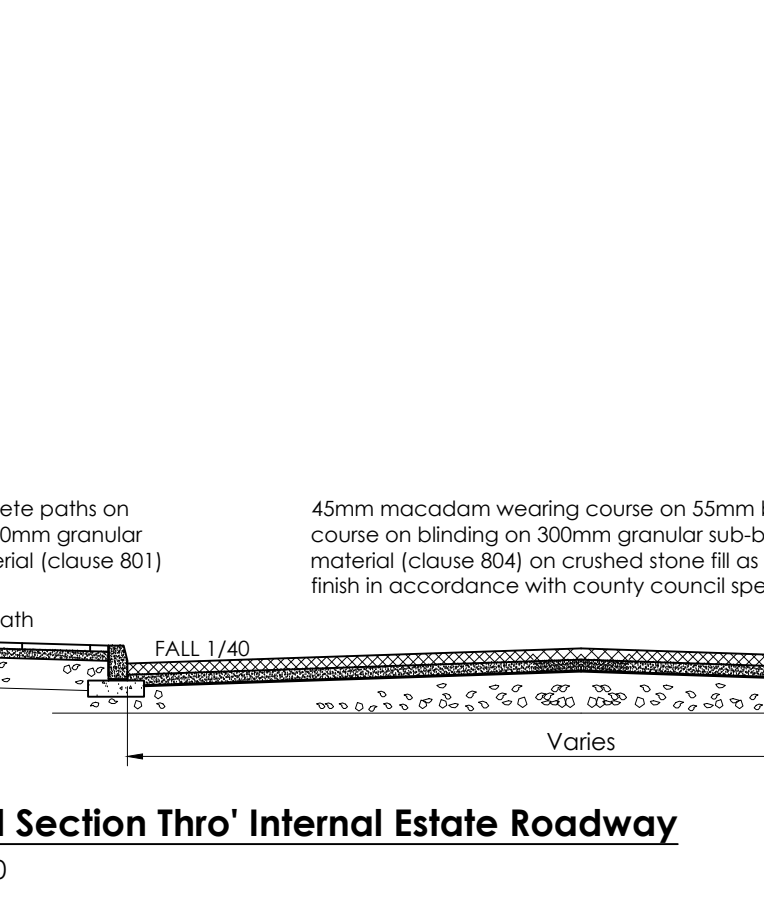 ete paths on
0mm granular
erial (clause 801)
ath
45mm macadam wearing course on 55mm b
course on blinding on 300mm granular sub-b
material (clause 804) on crushed stone fill as
finish in accordance with county council spe
FALL 1/40
Varies
l Section Thro' Internal Estate Roadway
0